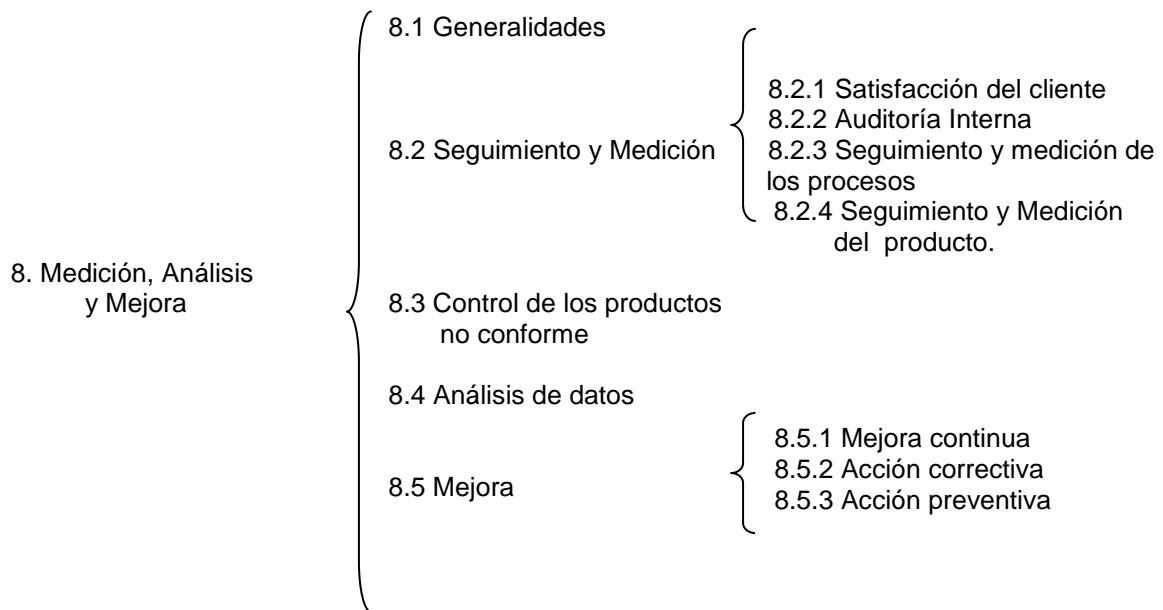 8. Medición, Análisis
y Mejora
8.1 Generalidades
8.2 Seguimiento y Medición
8.2.1 Satisfacción del cliente
8.2.2 Auditoría Interna
8.2.3 Seguimiento y medición de
los procesos
8.2.4 Seguimiento y Medición
del producto.
8.3 Control de los productos
no conforme
8.4 Análisis de datos
8.5 Mejora
8.5.1 Mejora continua
8.5.2 Acción correctiva
8.5.3 Acción preventiva